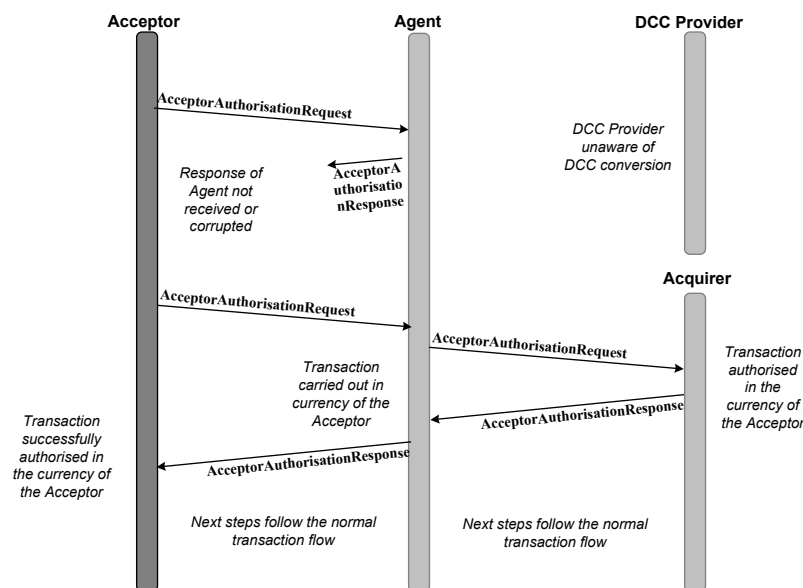 Acceptor
Agent
DCC Provider
AcceptorAuthorisationRequest
DCC Provider
unaware of
DCC conversion
AcceptorA
uthorisatio
nResponse
Response of
Agent not
received or
corrupted
Acquirer
AcceptorAuthorisationRequest
AcceptorAuthorisationRequest
Transaction
carried out in
currency of the
Acceptor
Transaction
authorised
in the
currency of
the Acceptor
AcceptorAuthorisationResponse
Transaction
successfully
authorised in
the currency of
the Acceptor
AcceptorAuthorisationResponse
Next steps follow the normal
transaction flow
Next steps follow the normal
transaction flow